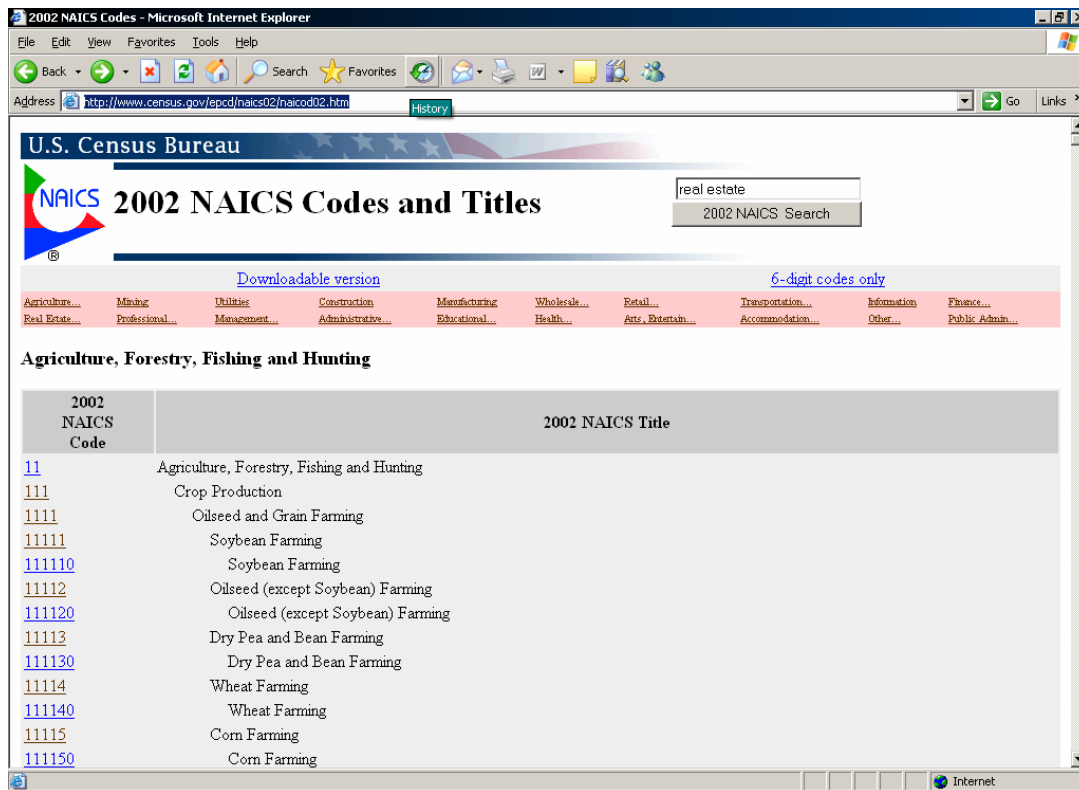 2002 NAICS Codes - Microsoft Internet Explorer
File Edit View Favorites Tools Help
Back Search Favorites
Address http://www.census.gov/epcd/naics02/naicod02.htm Go Links
History
U.S. Census Bureau
NAICS
®
2002 NAICS Codes and Titles
real estate
2002 NAICS Search
Downloadable version 6-digit codes only
Agriculture... Mining Utilities Construction Manufacturing Wholesale... Retail... Transportation... Information Finance...
Real Estate... Professional... Management... Administrative... Educational... Health... Arts, Entertain... Accommodation... Other... Public Admin...
Agriculture, Forestry, Fishing and Hunting
2002
NAICS
Code
2002 NAICS Title
11 Agriculture, Forestry, Fishing and Hunting
111 Crop Production
1111 Oilseed and Grain Farming
11111 Soybean Farming
111110 Soybean Farming
11112 Oilseed (except Soybean) Farming
111120 Oilseed (except Soybean) Farming
11113 Dry Pea and Bean Farming
111130 Dry Pea and Bean Farming
11114 Wheat Farming
111140 Wheat Farming
11115 Corn Farming
111150 Corn Farming
Internet